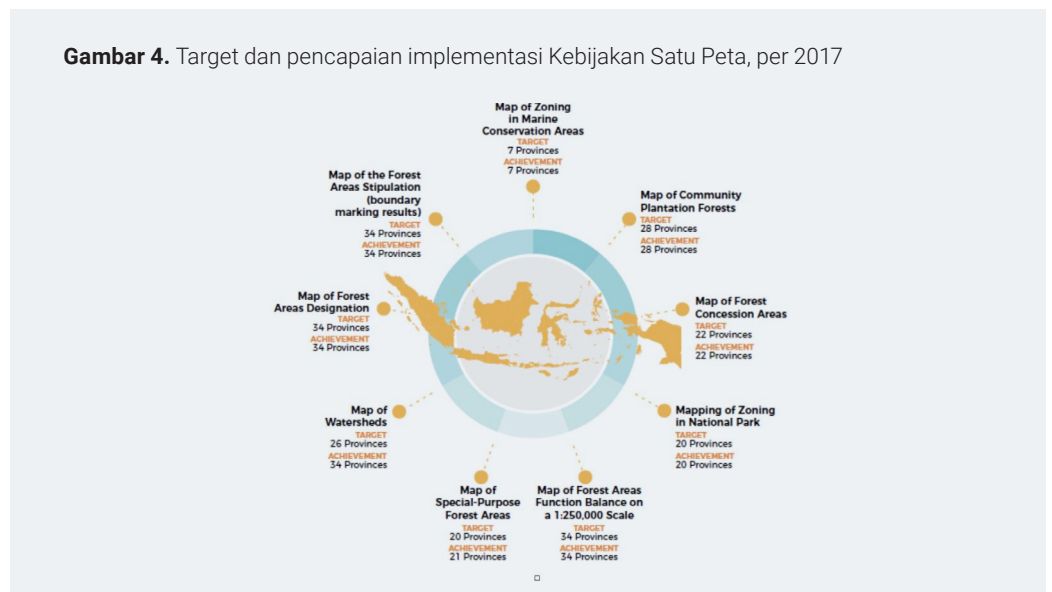 Gambar 4. Target dan pencapaian implementasi Kebijakan Satu Peta, per 2017
Map of Zoning
in Marine
Conservation Areas
TARGET
7 Provinces
ACHIEVEMENT
7 Provinces
Map of Community
Plantation Forests
TARGET
28 Provinces
ACHIEVEMENT
28 Provinces
Map of Forest
Concession Areas
TARGET
22 Provinces
ACHIEVEMENT
22 Provinces
Mapping of Zoning
in National Park
TARGET
20 Provinces
ACHIEVEMENT
20 Provinces
Map of Forest Areas
Function Balance on
a 1:250,000 Scale
TARGET
34 Provinces
ACHIEVEMENT
34 Provinces
Map of
Special-Purpose
Forest Areas
TARGET
20 Provinces
ACHIEVEMENT
21 Provinces
Map of
Watersheds
TARGET
26 Provinces
ACHIEVEMENT
34 Provinces
Map of Forest
Areas Designation
TARGET
34 Provinces
ACHIEVEMENT
34 Provinces
Map of the Forest
Areas Stipulation
(boundary
marking results)
TARGET
34 Provinces
ACHIEVEMENT
34 Provinces